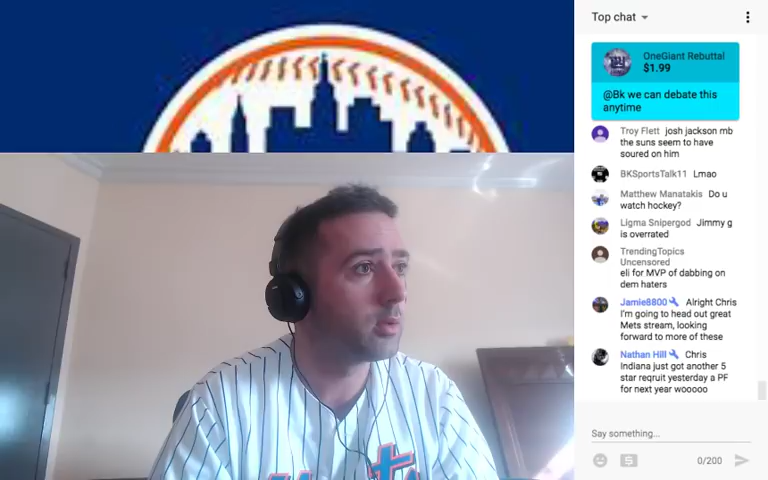 Top chat
OneGiant Rebuttal
$1.99
@Bk we can debate this
anytime
Troy Flett josh jackson mb
the suns seem to have
soured on him
BKSportsTalk11 Lmao
Matthew Manatakis Do u
watch hockey?
Ligma Snipergod Jimmy g
is overrated
TrendingTopics
Uncensored
eli for MVP of dabbing on
dem haters
Jamie8800 Alright Chris
I'm going to head out great
Mets stream, looking
forward to more of these
Nathan Hill Chris
Indiana just got another 5
star reqruit yesterday a PF
for next year wooooo
Say something...
0/200